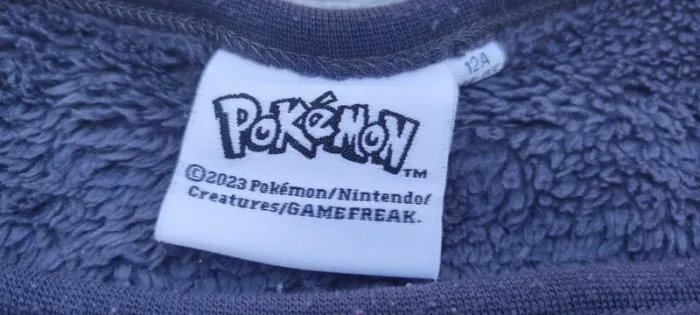 12A
POKéMON™
©2023 Pokémon/Nintendo/
Creatures/GAMEFREAK.